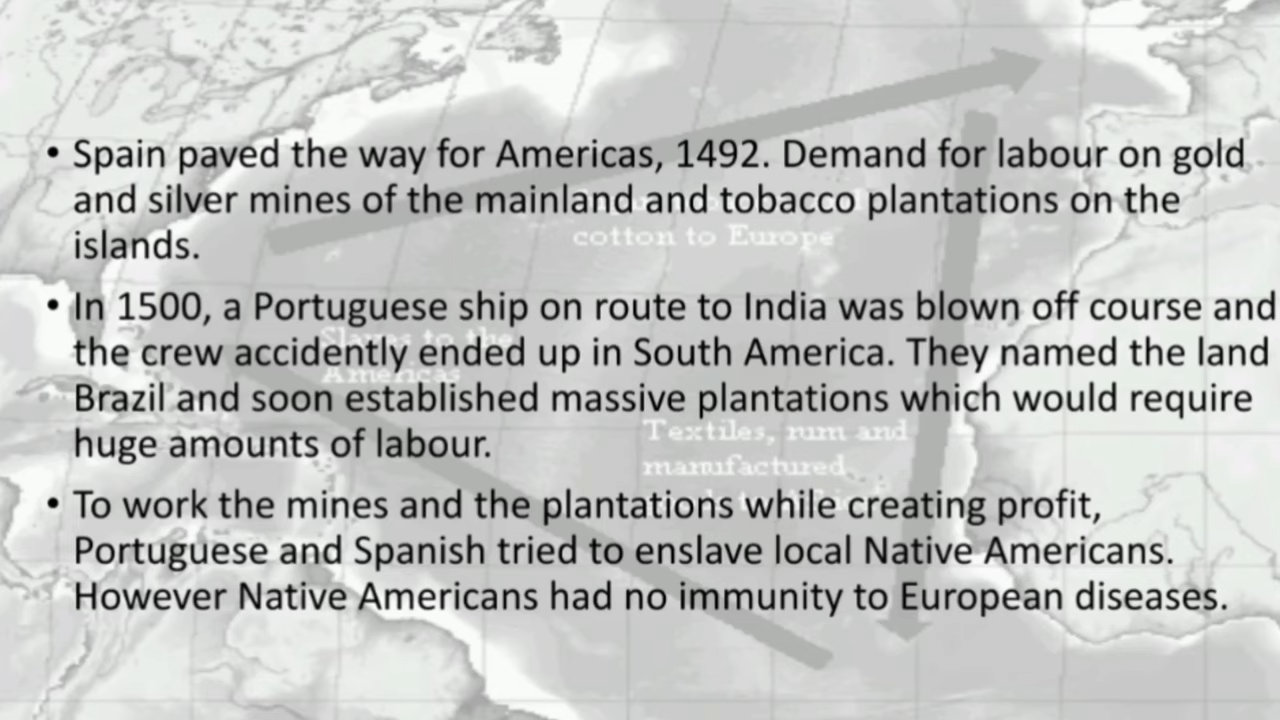 • Spain paved the way for Americas, 1492. Demand for labour on gold
and silver mines of the mainland and tobacco plantations on the
cotton to Europe
islands.
• In 1500, a Portuguese ship on route to India was blown off course and
Slaves to the
the crew accidently ended up in South America. They named the land
Americas
Brazil and soon established massive plantations which would require
Textiles, rum and
huge amounts of labour.
manufactured
• To work the mines and the plantations while creating profit,
Portuguese and Spanish tried to enslave local Native Americans.
However Native Americans had no immunity to European diseases.